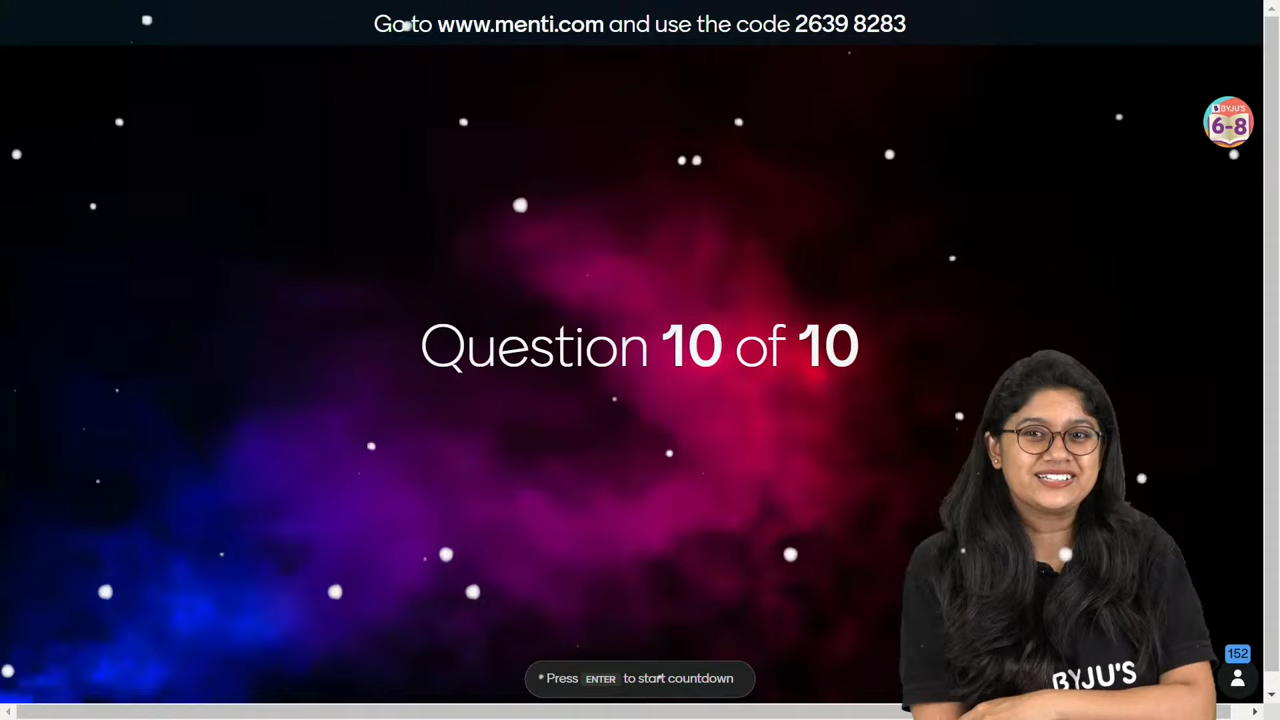 Go to www.menti.com and use the code 2639 8283
BYJU'S
6-8
Question 10 of 10
BYJU'S
152
Press ENTER to start countdown